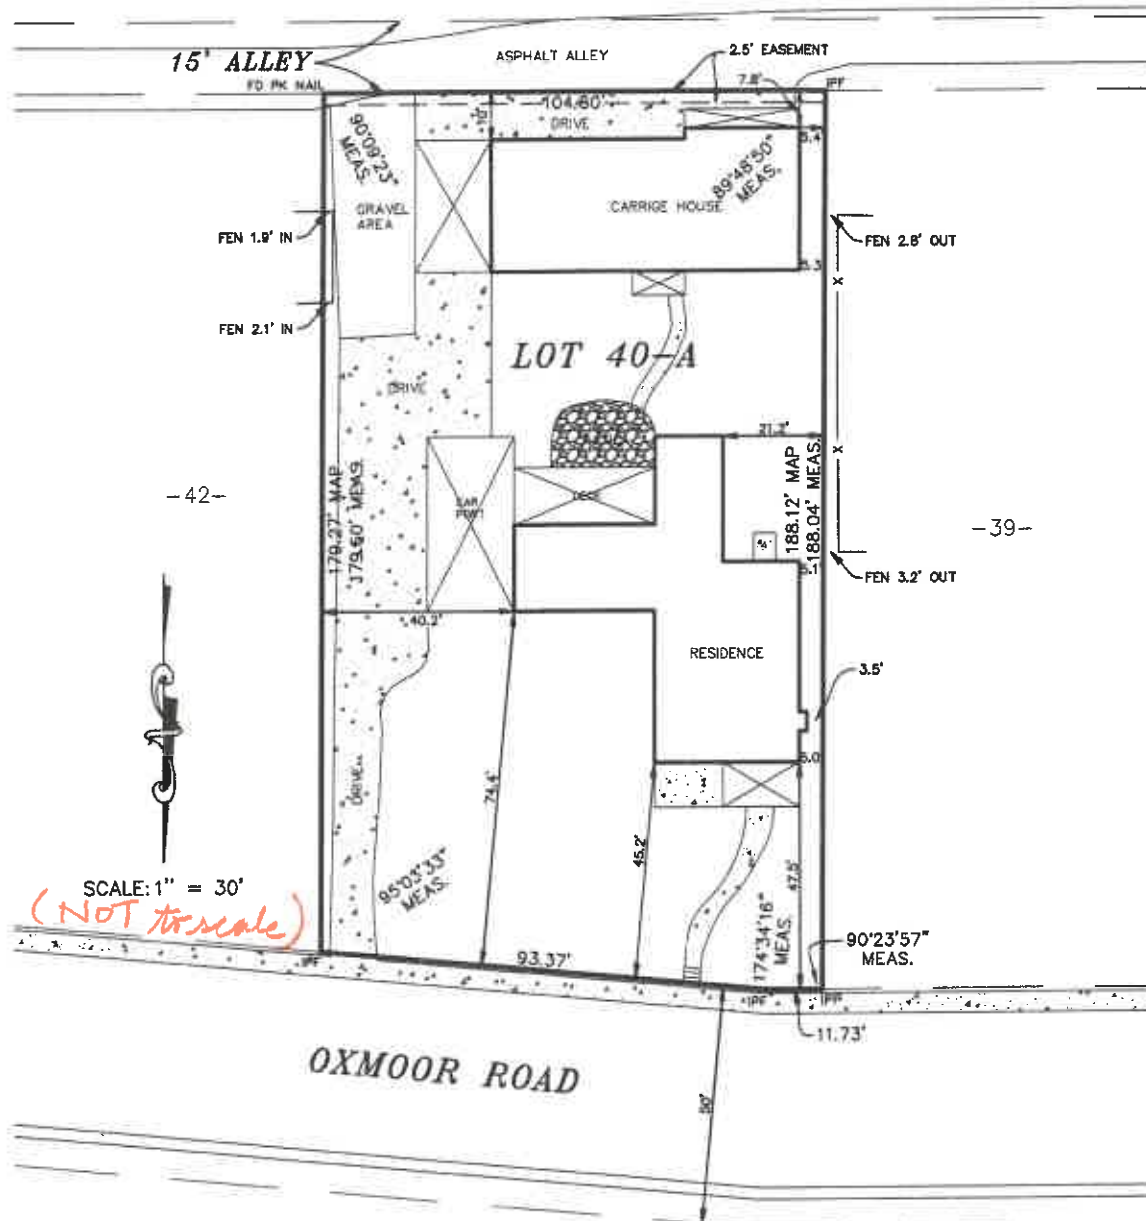 15' ALLEY
ASPHALT ALLEY
2.5' EASEMENT
FD PK NAIL
7.8'
IPF
104.60'
10'
DRIVE
5.4
90°09'23"
MEAS.
89°48'50"
MEAS.
GRAVEL
AREA
CARRIGE HOUSE
FEN 1.9' IN
FEN 2.8' OUT
5.3
FEN 2.1' IN
LOT 40-A
DRIVE
21.2'
179.27' MAP
179.60' MEAS.
188.12' MAP
188.04' MEAS.
-42-
CAR
PORT
DECK
-39-
5.1
FEN 3.2' OUT
40.2'
RESIDENCE
3.5'
5.0
DRIVE
74.4'
45.2'
47.5'
SCALE: 1" = 30'
(NOT to scale)
95°03'33"
MEAS.
174°34'16"
MEAS.
90°23'57"
MEAS.
IPF
93.37'
IPF
IPF
11.73'
OXMOOR ROAD
50'